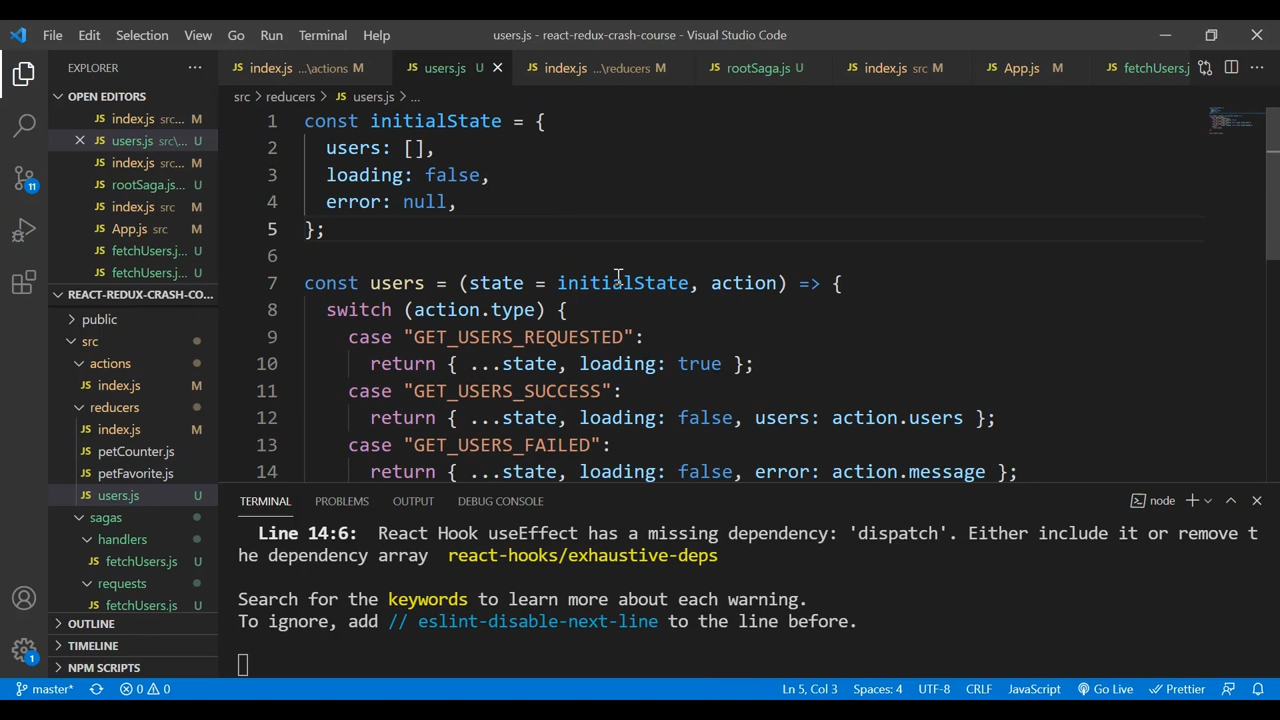 File Edit Selection View Go Run Terminal Help
users.js - react-redux-crash-course - Visual Studio Code
EXPLORER
OPEN EDITORS
index.js src... M
users.js src\... U
index.js src... M
rootSaga.js... U
index.js src M
App.js src M
fetchUsers.j... U
fetchUsers.j... U
REACT-REDUX-CRASH-CO...
public
src
actions
index.js M
reducers
index.js M
petCounter.js
petFavorite.js
users.js U
sagas
handlers
fetchUsers.js U
requests
fetchUsers.js U
OUTLINE
TIMELINE
NPM SCRIPTS
11
1
index.js ...\actions M
users.js U
index.js ...\reducers M
rootSaga.js U
index.js src M
App.js M
fetchUsers.j
src > reducers > JS users.js > ...
1 const initialState = {
2 users: [],
3 loading: false,
4 error: null,
5 };
6
7 const users = (state = initialState, action) => {
8 switch (action.type) {
9 case "GET_USERS_REQUESTED":
10 return { ...state, loading: true };
11 case "GET_USERS_SUCCESS":
12 return { ...state, loading: false, users: action.users };
13 case "GET_USERS_FAILED":
14 return { ...state, loading: false, error: action.message };
TERMINAL PROBLEMS OUTPUT DEBUG CONSOLE
node
Line 14:6: React Hook useEffect has a missing dependency: 'dispatch'. Either include it or remove t
he dependency array react-hooks/exhaustive-deps
Search for the keywords to learn more about each warning.
To ignore, add // eslint-disable-next-line to the line before.
master* 0 0 Ln 5, Col 3 Spaces: 4 UTF-8 CRLF JavaScript Go Live Prettier